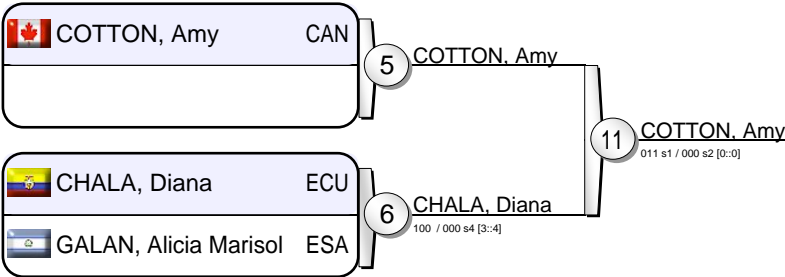 COTTON, Amy CAN
5 COTTON, Amy
11 COTTON, Amy
011 s1 / 000 s2 [0::0]
CHALA, Diana ECU
6 CHALA, Diana
100 / 000 s4 [3::4]
GALAN, Alicia Marisol ESA